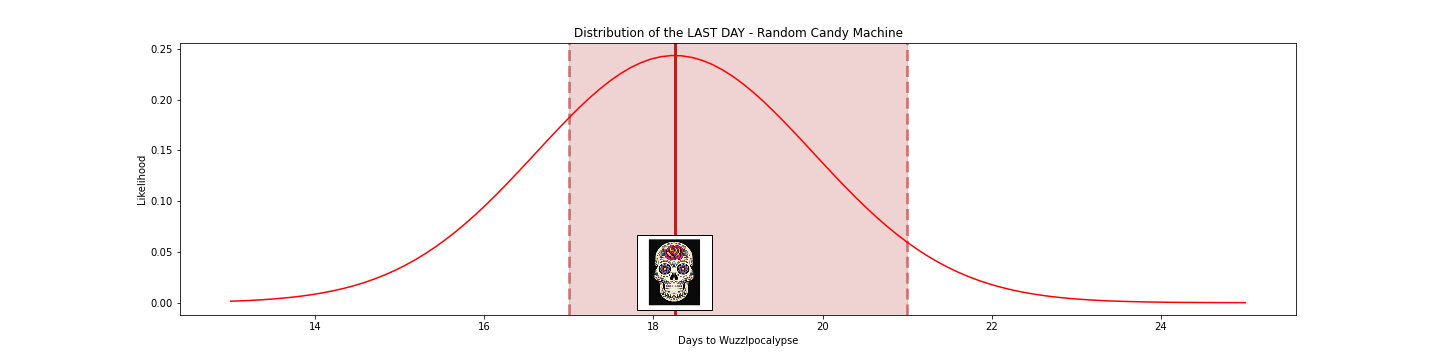 Distribution of the LAST DAY - Random Candy Machine
0.25
0.20
0.15
0.10
0.05
0.00
Likelihood
14 16 18 20 22 24
Days to Wuzzlpocalypse